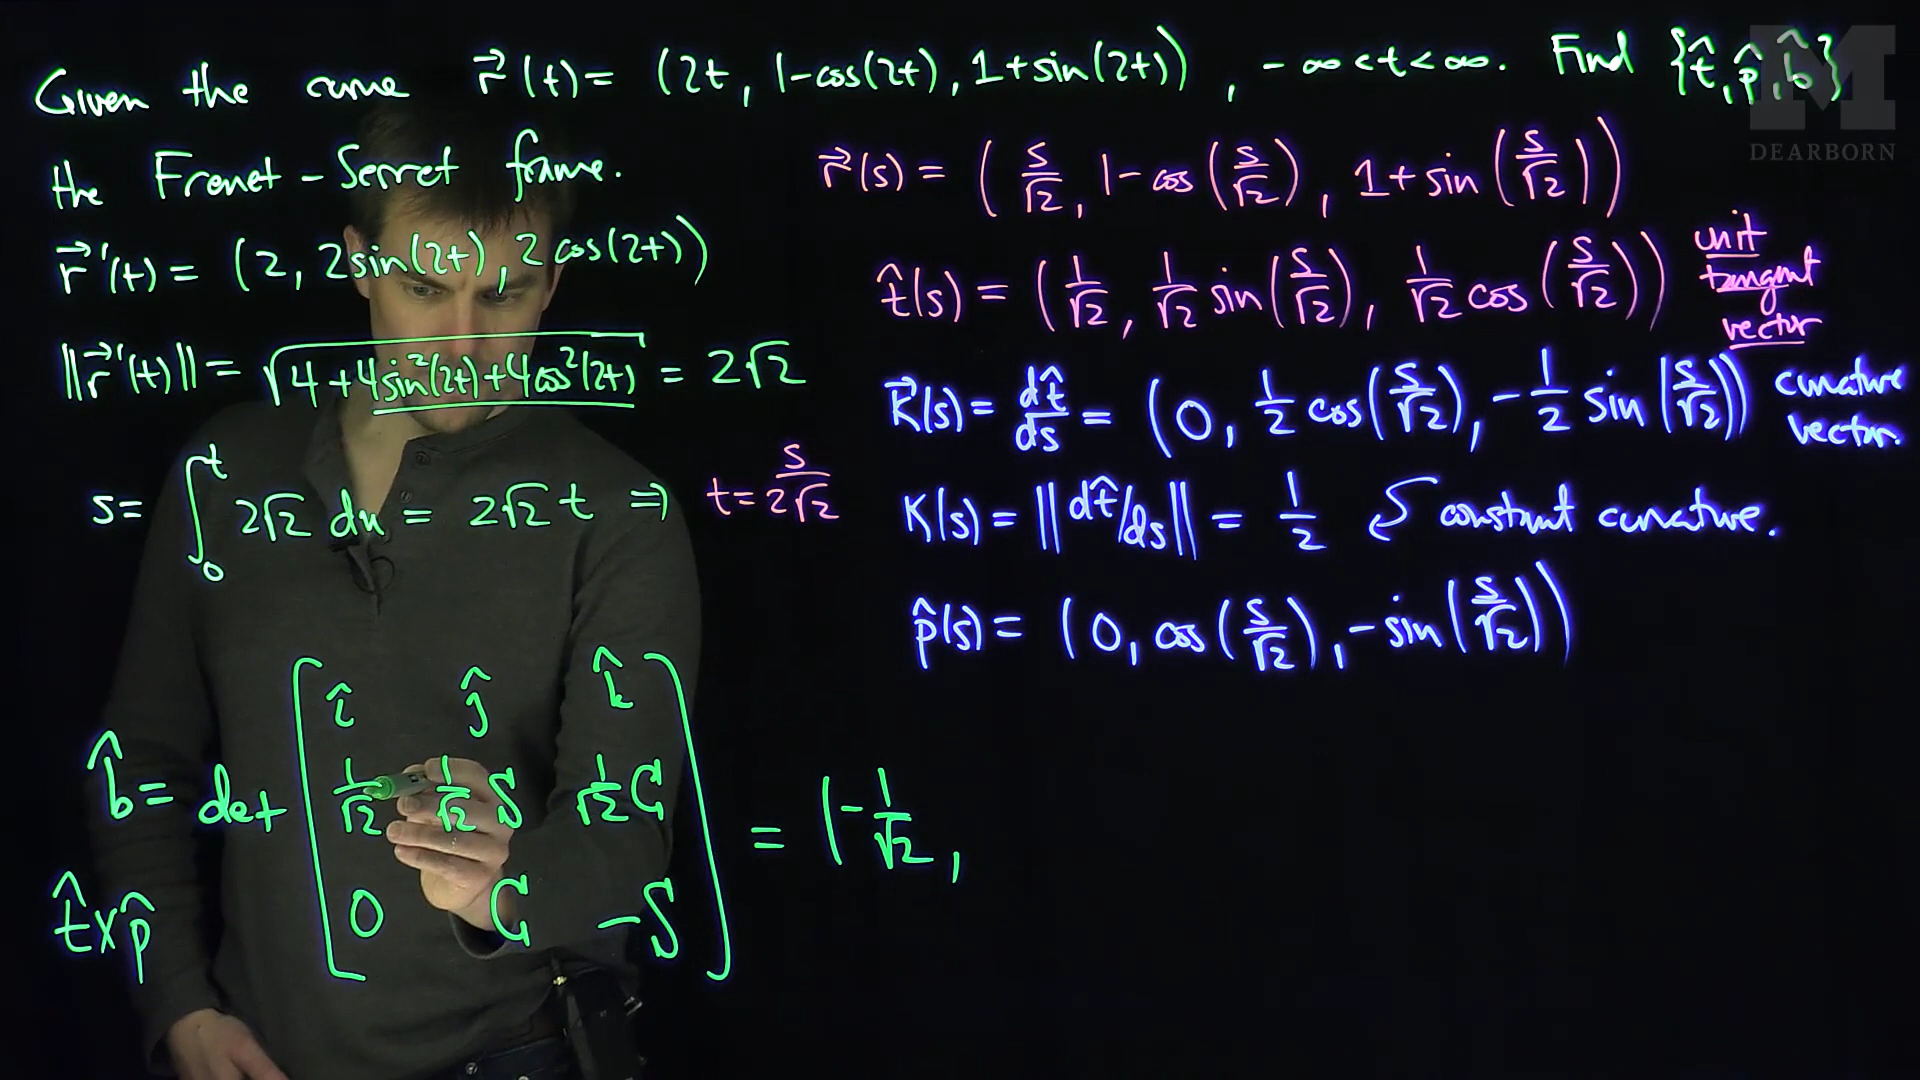 Given the curve r⃗(t) = (2t, 1-cos(2t), 1+sin(2t)), -∞<t<∞. Find {t̂, p̂, b̂}
the Frenet-Serret frame.
r⃗'(t) = (2, 2sin(2t), 2cos(2t))
||r⃗'(t)|| = √(4+4sin²(2t)+4cos²(2t)) = 2√2
s = ∫₀ᵗ 2√2 du = 2√2 t ⇒ t = s/2√2
r⃗(s) = (s/√2, 1-cos(s/√2), 1+sin(s/√2))
t̂(s) = (1/√2, 1/√2 sin(s/√2), 1/√2 cos(s/√2)) unit tangent vector
K⃗(s) = dt̂/ds = (0, 1/2 cos(s/√2), -1/2 sin(s/√2)) curvature vector.
K(s) = ||dt̂/ds|| = 1/2 ↙ constant curvature.
p̂(s) = (0, cos(s/√2), -sin(s/√2))
b̂ = det [ î ĵ k̂
1/√2 1/√2 S 1/√2 C
0 C -S ] = (-1/√2,
t̂×p̂
M
DEARBORN